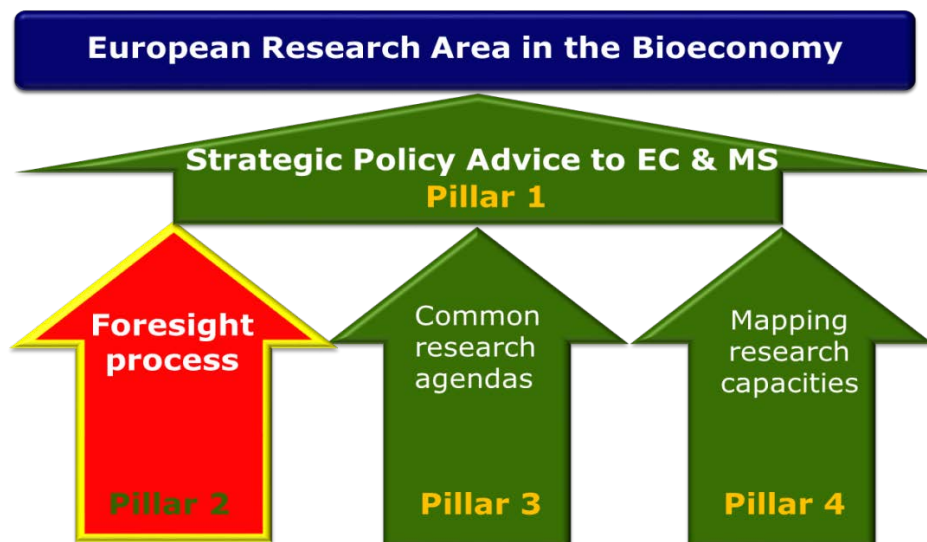 European Research Area in the Bioeconomy
Strategic Policy Advice to EC & MS
Pillar 1
Foresight
process
Pillar 2
Common
research
agendas
Pillar 3
Mapping
research
capacities
Pillar 4